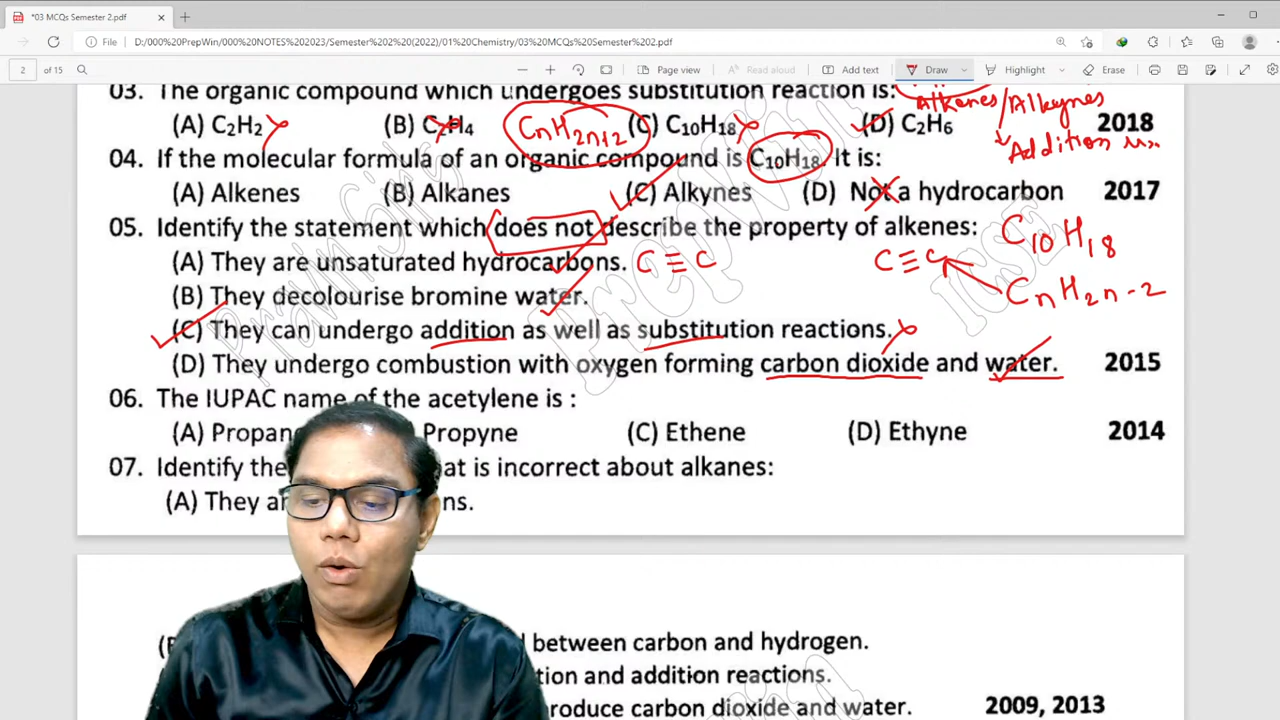 *03 MCQs Semester 2.pdf
File D:/000%20PrepWin/000%20NOTES%202023/Semester%202%20(2022)/01%20Chemistry/03%20MCQs%20Semester%202.pdf
2 of 15 Page view Read aloud Add text Draw Highlight Erase
03. The organic compound which undergoes substitution reaction is:
Alkenes/Alkynes
(A) C2H2 (B) C2H4 CnH2n+2 (C) C10H18 (D) C2H6 2018
Addition
04. If the molecular formula of an organic compound is C10H18 It is:
(A) Alkenes (B) Alkanes (C) Alkynes (D) Not a hydrocarbon 2017
05. Identify the statement which does not describe the property of alkenes:
C10H18
(A) They are unsaturated hydrocarbons. C≡C C≡C
CnH2n-2
(B) They decolourise bromine water.
(C) They can undergo addition as well as substitution reactions.
(D) They undergo combustion with oxygen forming carbon dioxide and water. 2015
06. The IUPAC name of the acetylene is :
(A) Propan Propyne (C) Ethene (D) Ethyne 2014
07. Identify the at is incorrect about alkanes:
(A) They ns.
between carbon and hydrogen.
tion and addition reactions.
produce carbon dioxide and water. 2009, 2013
Pravin Sir
PrepWin
ICSE